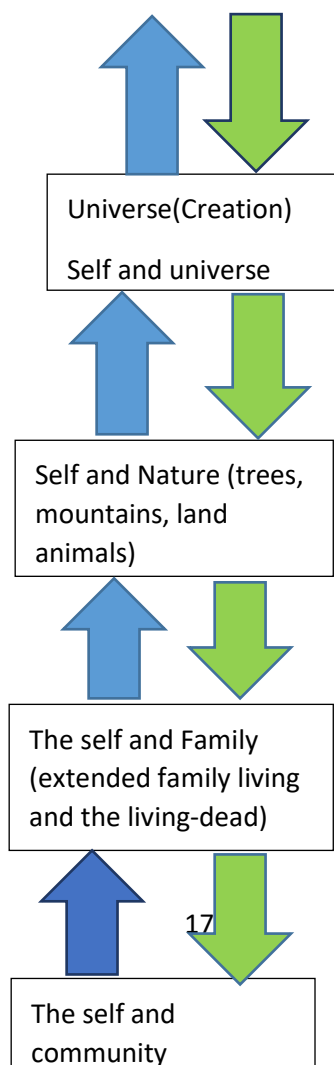 Universe(Creation)
Self and universe
Self and Nature (trees,
mountains, land
animals)
The self and Family
(extended family living
and the living-dead)
17
The self and
community